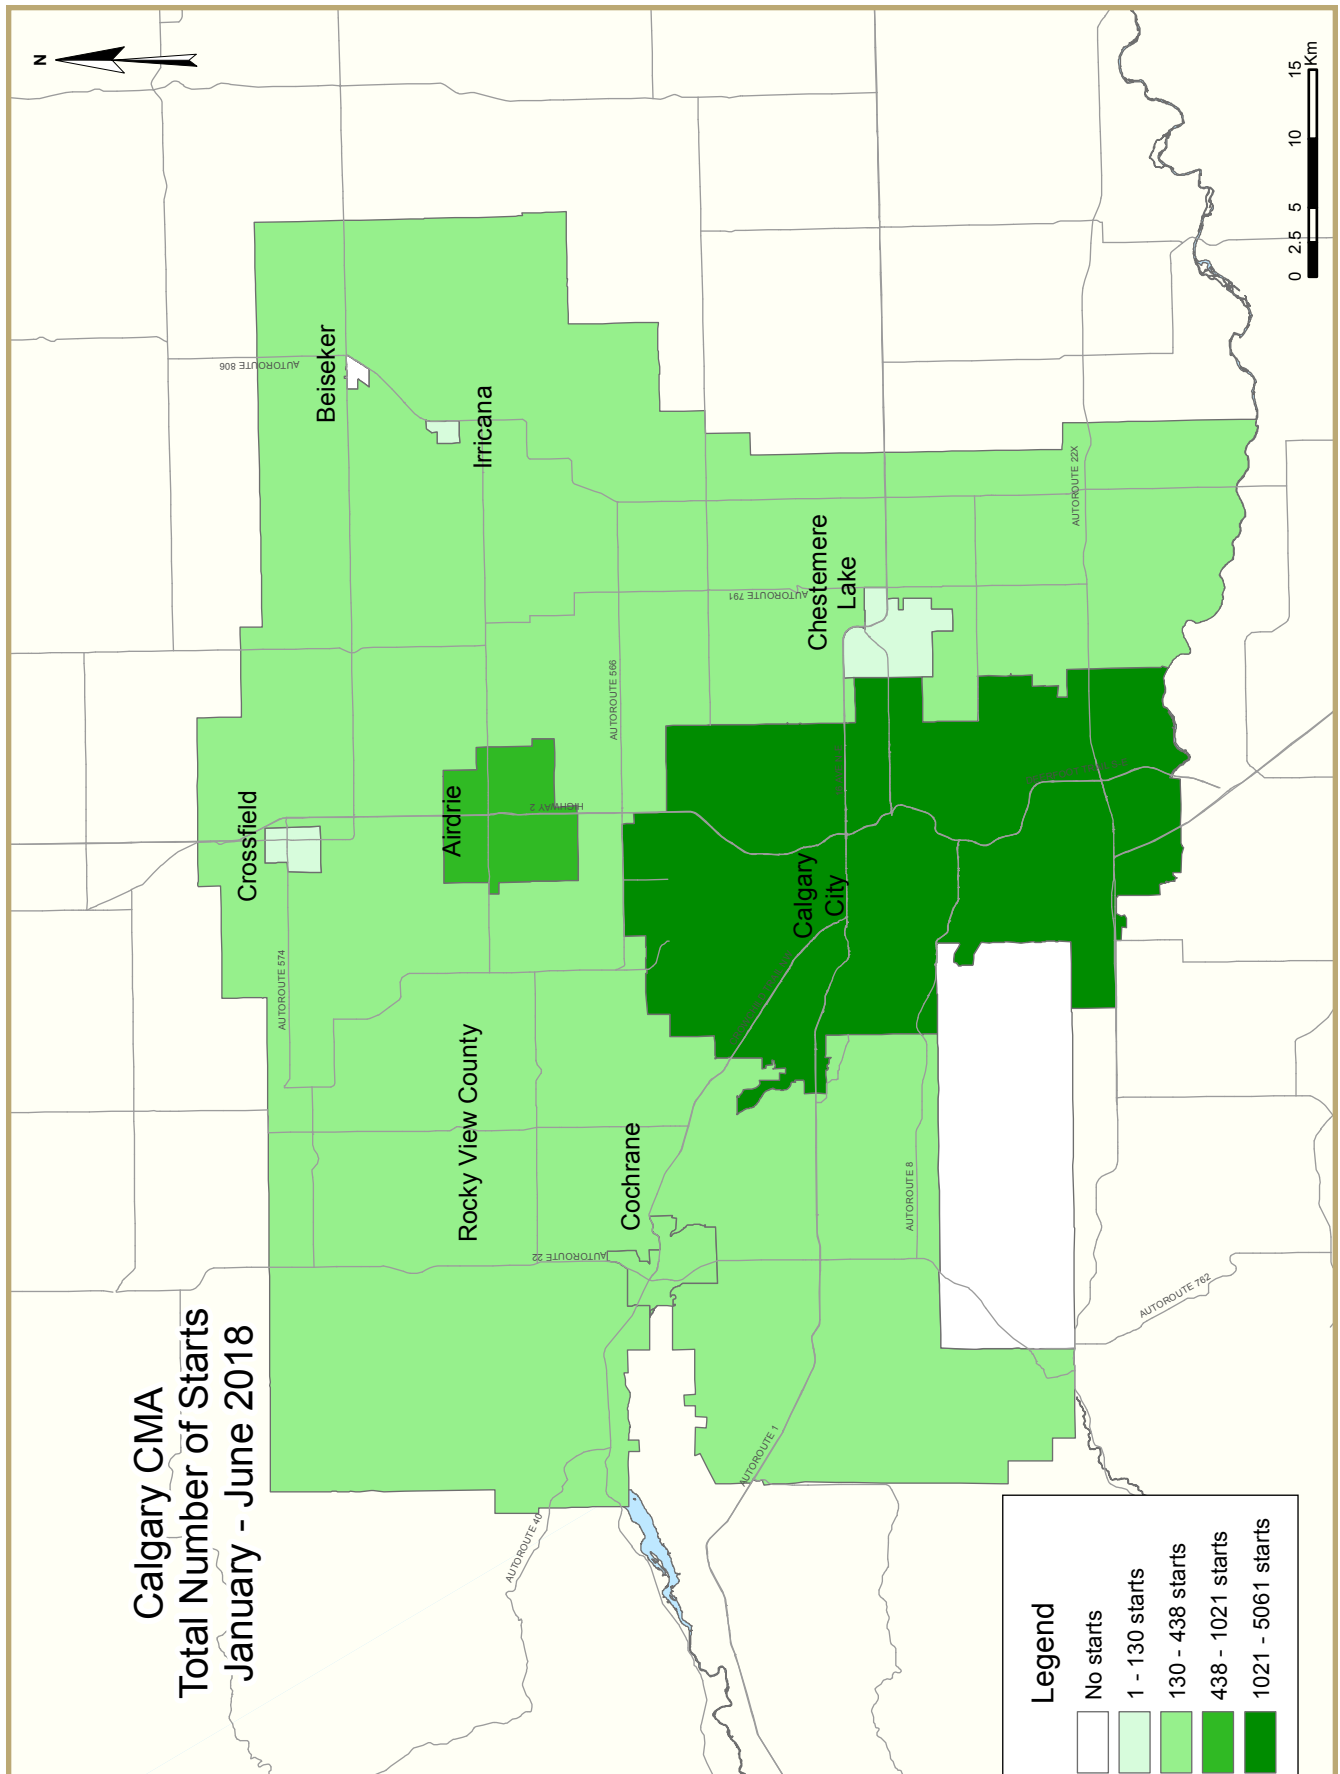 Calgary CMA
Total Number of Starts
January - June 2018
N
Crossfield
Beiseker
Irricana
Airdrie
Rocky View County
Cochrane
Chestemere
Lake
Calgary
City
AUTOROUTE 806
AUTOROUTE 574
HIGHWAY 2
AUTOROUTE 566
AUTOROUTE 791
AUTOROUTE 22
AUTOROUTE 40
AUTOROUTE 1
AUTOROUTE 8
AUTOROUTE 22X
AUTOROUTE 762
Legend
No starts
1 - 130 starts
130 - 438 starts
438 - 1021 starts
1021 - 5061 starts
0 2.5 5 10 15
Km